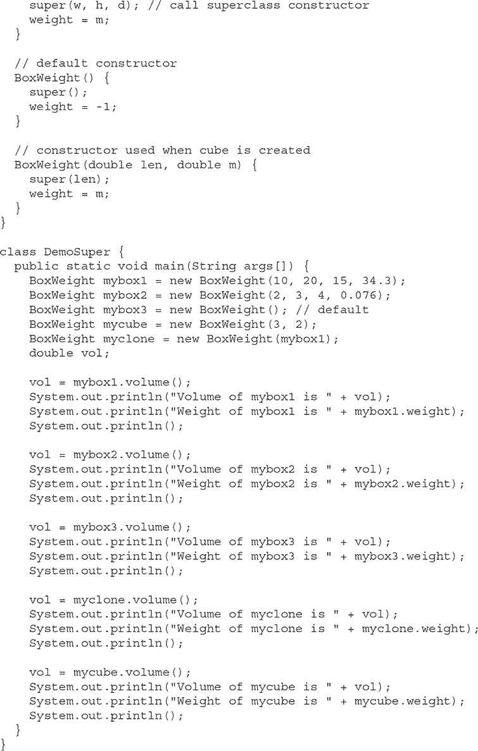 super(w, h, d); // call superclass constructor
weight = m;
}
// default constructor
BoxWeight() {
super();
weight = -1;
}
// constructor used when cube is created
BoxWeight(double len, double m) {
super(len);
weight = m;
}
}
class DemoSuper {
public static void main(String args[]) {
BoxWeight mybox1 = new BoxWeight(10, 20, 15, 34.3);
BoxWeight mybox2 = new BoxWeight(2, 3, 4, 0.076);
BoxWeight mybox3 = new BoxWeight(); // default
BoxWeight mycube = new BoxWeight(3, 2);
BoxWeight myclone = new BoxWeight(mybox1);
double vol;
vol = mybox1.volume();
System.out.println("Volume of mybox1 is " + vol);
System.out.println("Weight of mybox1 is " + mybox1.weight);
System.out.println();
vol = mybox2.volume();
System.out.println("Volume of mybox2 is " + vol);
System.out.println("Weight of mybox2 is " + mybox2.weight);
System.out.println();
vol = mybox3.volume();
System.out.println("Volume of mybox3 is " + vol);
System.out.println("Weight of mybox3 is " + mybox3.weight);
System.out.println();
vol = myclone.volume();
System.out.println("Volume of myclone is " + vol);
System.out.println("Weight of myclone is " + myclone.weight);
System.out.println();
vol = mycube.volume();
System.out.println("Volume of mycube is " + vol);
System.out.println("Weight of mycube is " + mycube.weight);
System.out.println();
}
}